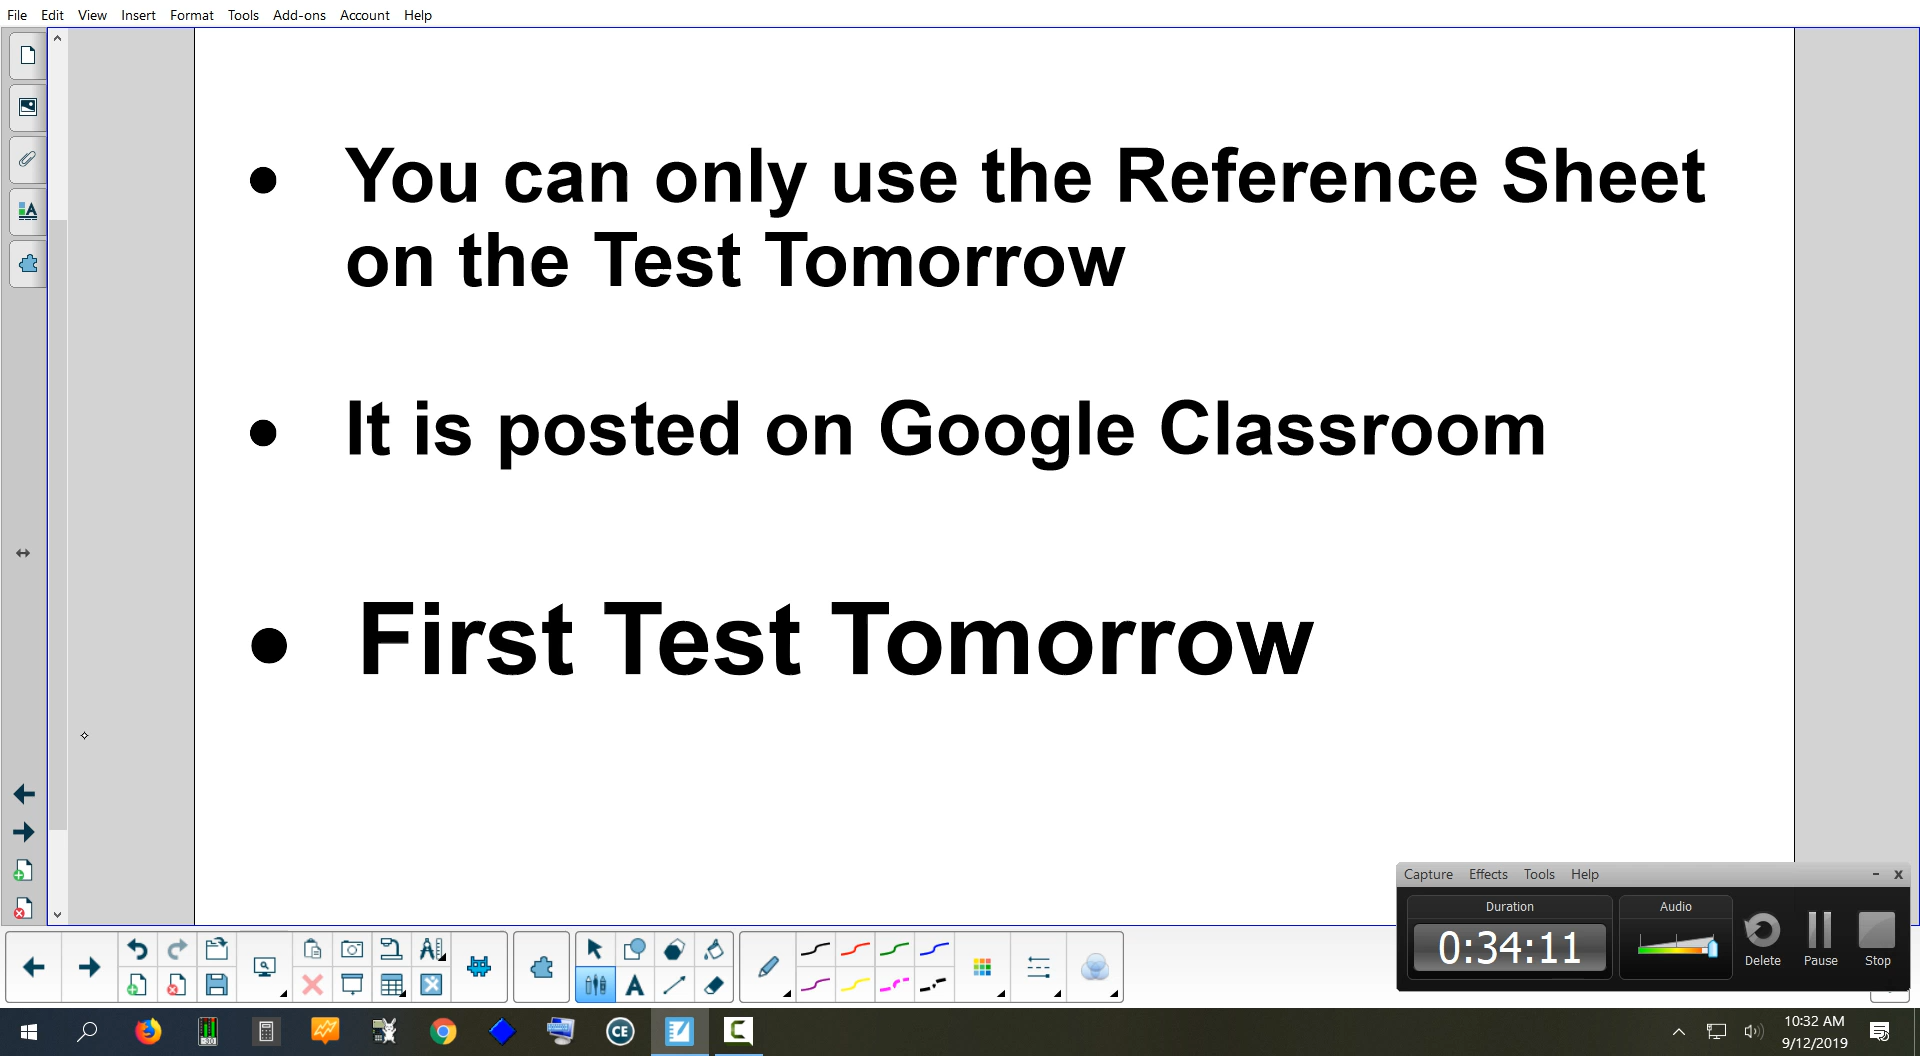 File Edit View Insert Format Tools Add-ons Account Help
• You can only use the Reference Sheet
on the Test Tomorrow
• It is posted on Google Classroom
• First Test Tomorrow
Capture Effects Tools Help
Duration Audio
0:34:11
Delete Pause Stop
CE
10:32 AM
9/12/2019